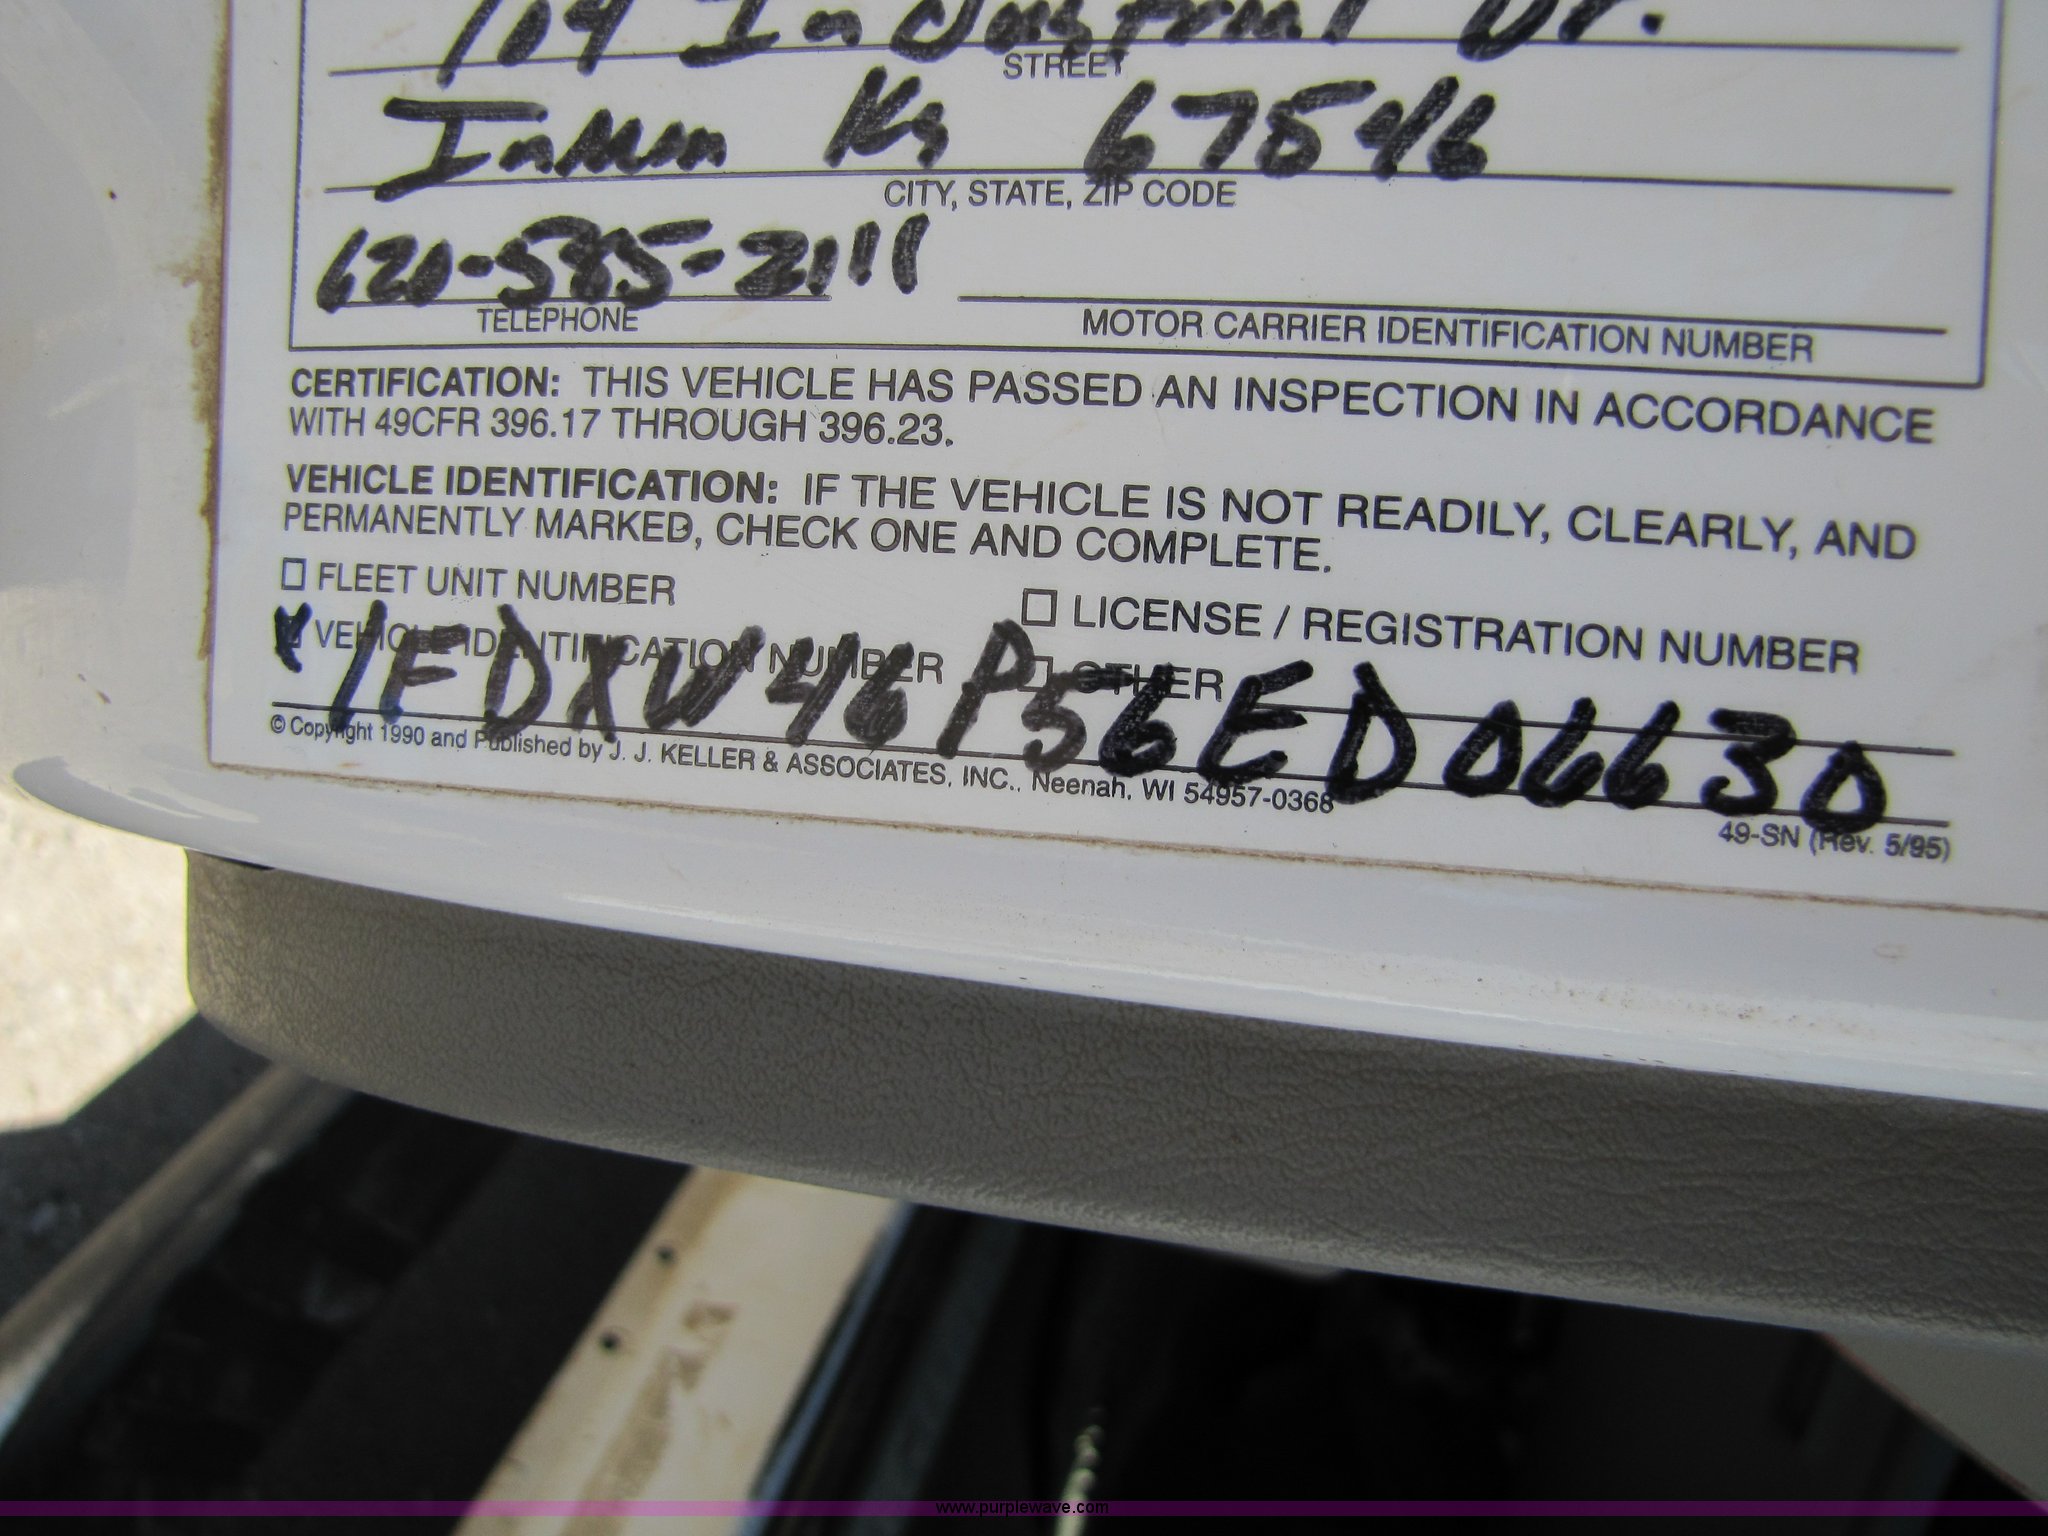 109 Industrial Dr.
STREET
Inman Ks 67546
CITY, STATE, ZIP CODE
620-585-2111
TELEPHONE
MOTOR CARRIER IDENTIFICATION NUMBER
CERTIFICATION: THIS VEHICLE HAS PASSED AN INSPECTION IN ACCORDANCE
WITH 49CFR 396.17 THROUGH 396.23.
VEHICLE IDENTIFICATION: IF THE VEHICLE IS NOT READILY, CLEARLY, AND
PERMANENTLY MARKED, CHECK ONE AND COMPLETE.
FLEET UNIT NUMBER
LICENSE / REGISTRATION NUMBER
VEHICLE IDENTIFICATION NUMBER
OTHER
1FDXW46P56ED06630
© Copyright 1990 and Published by J. J. KELLER & ASSOCIATES, INC., Neenah, WI 54957-0368
49-SN (Rev. 5/95)
www.purplewave.com